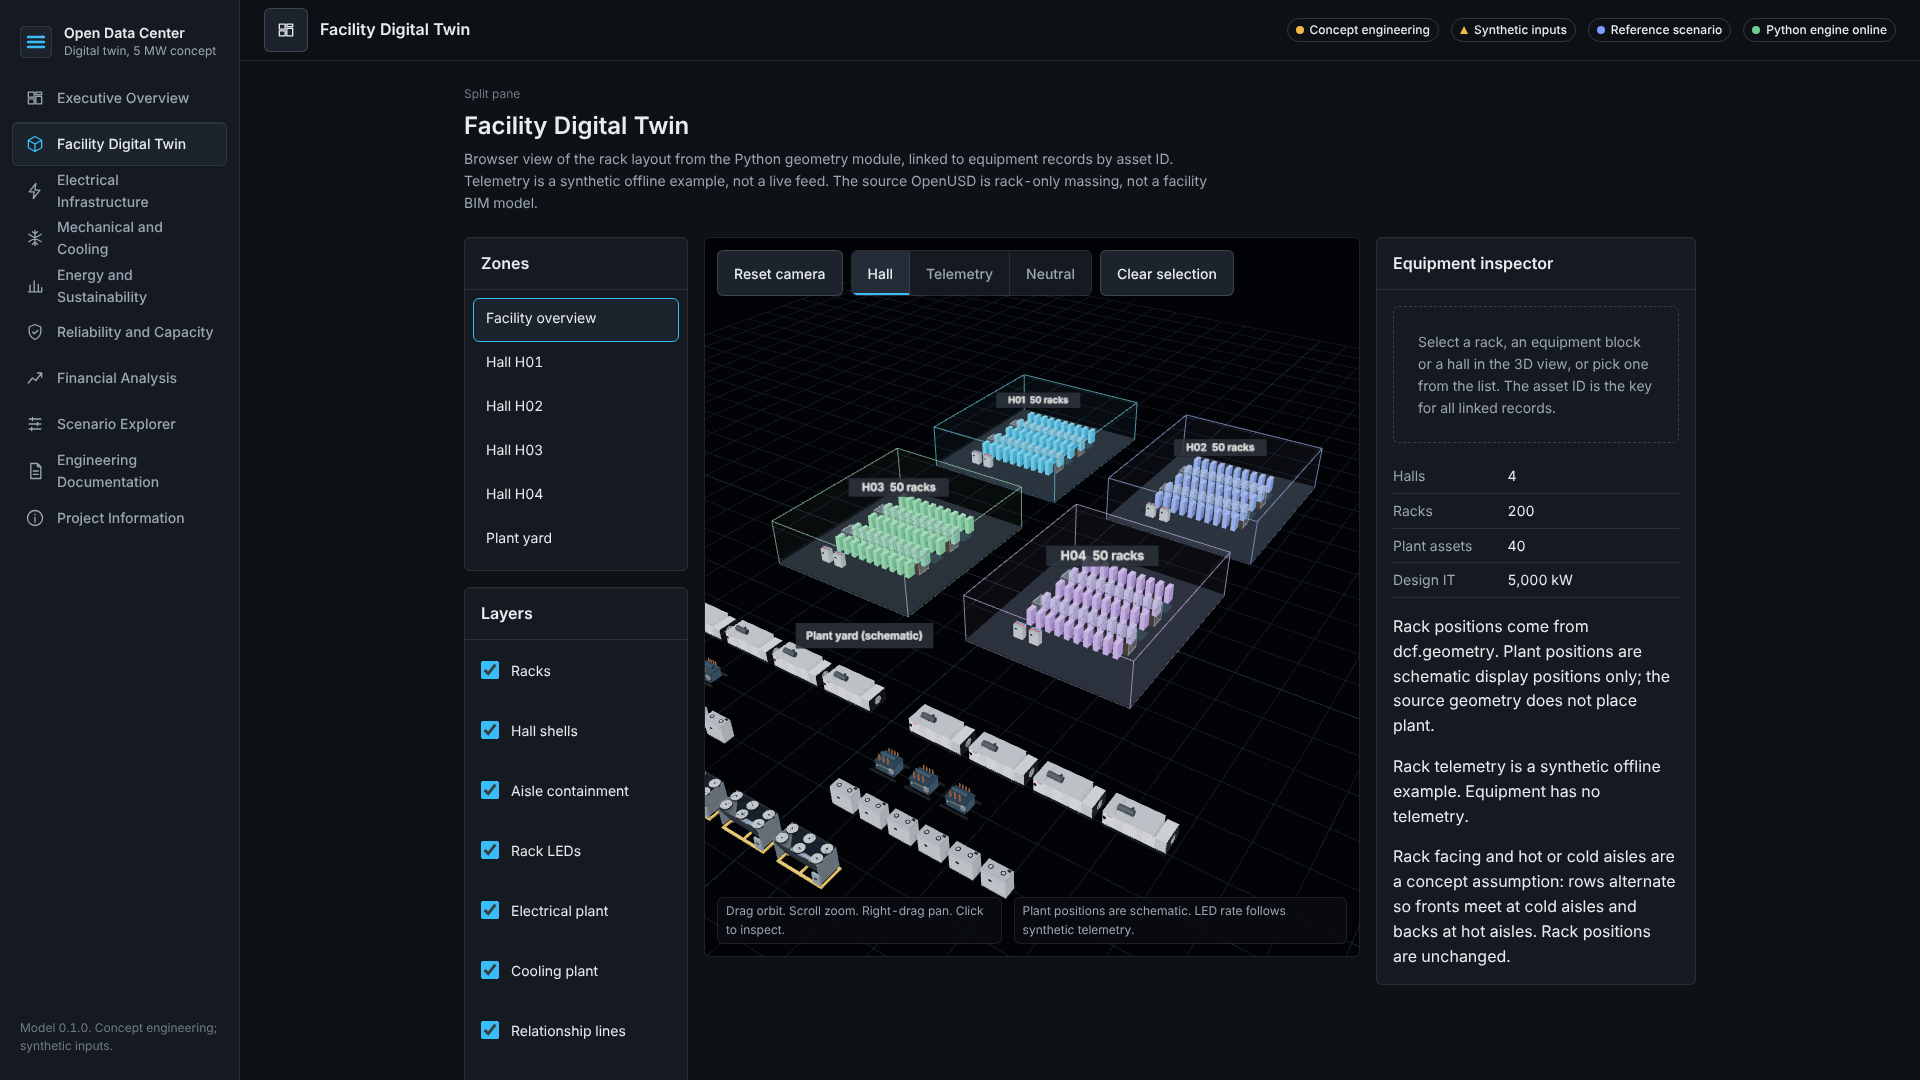 Open Data Center
Digital twin, 5 MW concept
Executive Overview
Facility Digital Twin
Electrical
Infrastructure
Mechanical and
Cooling
Energy and
Sustainability
Reliability and Capacity
Financial Analysis
Scenario Explorer
Engineering
Documentation
Project Information
Model 0.1.0. Concept engineering;
synthetic inputs.
Facility Digital Twin
Concept engineering
Synthetic inputs
Reference scenario
Python engine online
Split pane
Facility Digital Twin
Browser view of the rack layout from the Python geometry module, linked to equipment records by asset ID.
Telemetry is a synthetic offline example, not a live feed. The source OpenUSD is rack-only massing, not a facility
BIM model.
Zones
Facility overview
Hall H01
Hall H02
Hall H03
Hall H04
Plant yard
Layers
Racks
Hall shells
Aisle containment
Rack LEDs
Electrical plant
Cooling plant
Relationship lines
Reset camera
Hall
Telemetry
Neutral
Clear selection
H01 50 racks
H02 50 racks
H03 50 racks
H04 50 racks
Plant yard (schematic)
Drag orbit. Scroll zoom. Right-drag pan. Click
to inspect.
Plant positions are schematic. LED rate follows
synthetic telemetry.
Equipment inspector
Select a rack, an equipment block
or a hall in the 3D view, or pick one
from the list. The asset ID is the key
for all linked records.
Halls 4
Racks 200
Plant assets 40
Design IT 5,000 kW
Rack positions come from
dcf.geometry. Plant positions are
schematic display positions only; the
source geometry does not place
plant.
Rack telemetry is a synthetic offline
example. Equipment has no
telemetry.
Rack facing and hot or cold aisles are
a concept assumption: rows alternate
so fronts meet at cold aisles and
backs at hot aisles. Rack positions
are unchanged.